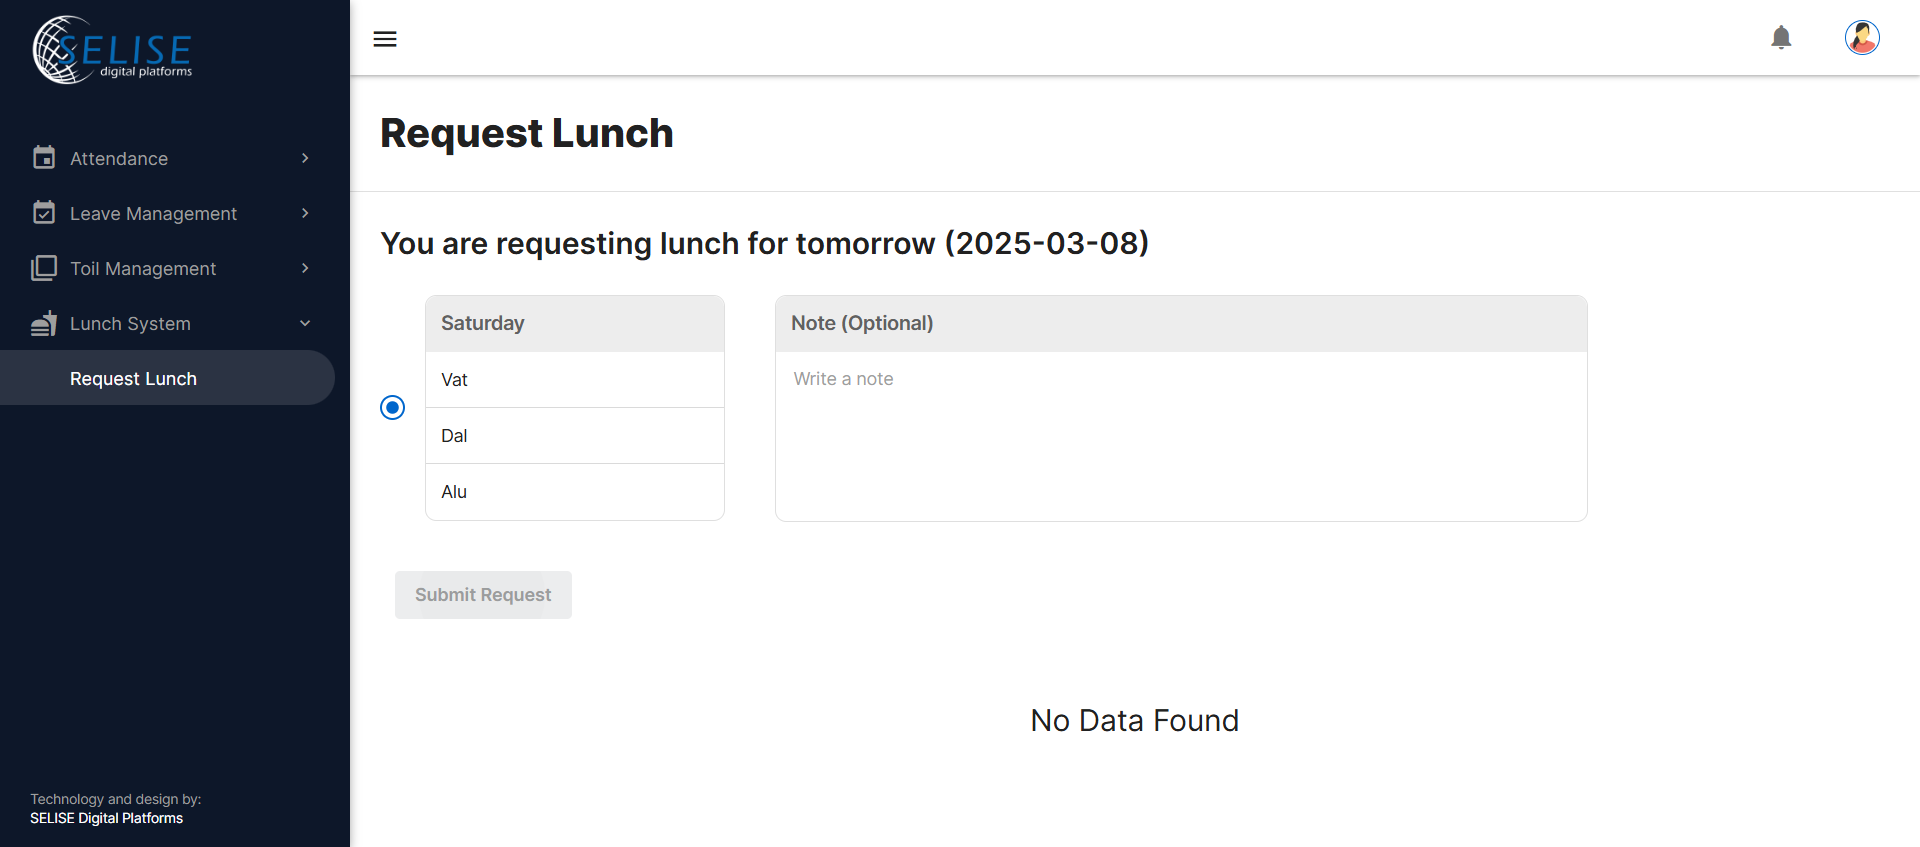 SELISE
digital platforms
Attendance
Leave Management
Toil Management
Lunch System
Request Lunch
Technology and design by:
SELISE Digital Platforms
Request Lunch
You are requesting lunch for tomorrow (2025-03-08)
Saturday
Vat
Dal
Alu
Note (Optional)
Write a note
Submit Request
No Data Found